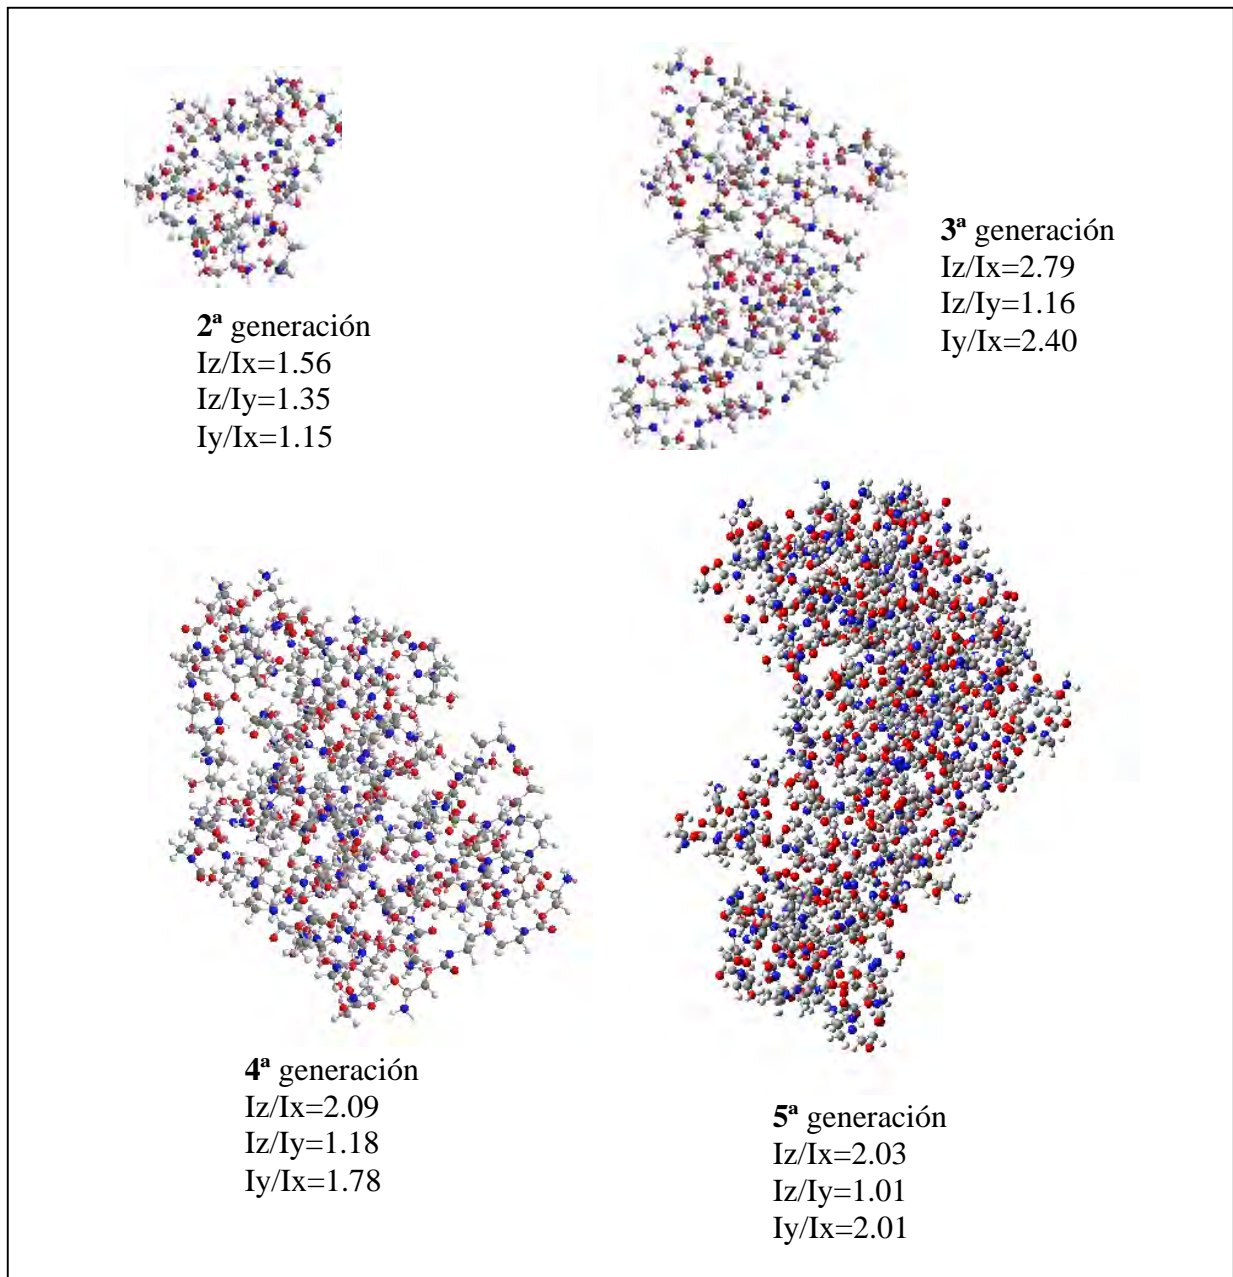 2ª generación
Iz/Ix=1.56
Iz/Iy=1.35
Iy/Ix=1.15
3ª generación
Iz/Ix=2.79
Iz/Iy=1.16
Iy/Ix=2.40
4ª generación
Iz/Ix=2.09
Iz/Iy=1.18
Iy/Ix=1.78
5ª generación
Iz/Ix=2.03
Iz/Iy=1.01
Iy/Ix=2.01